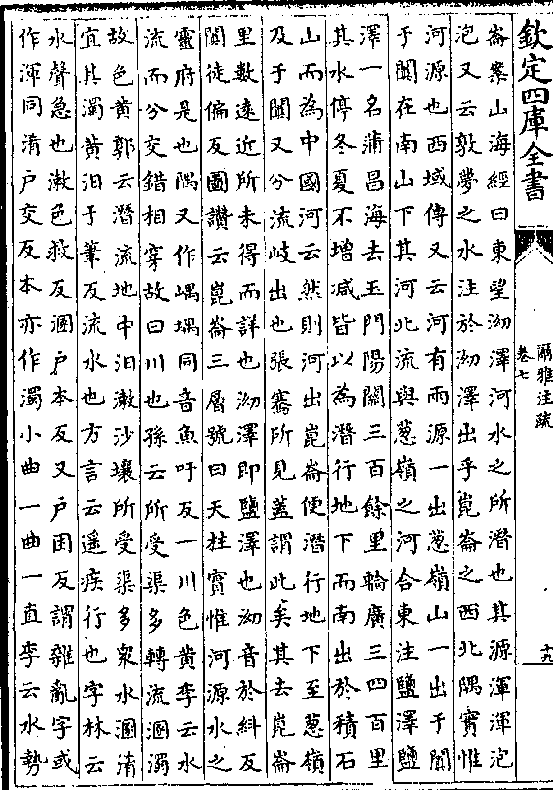 欽定四庫全書
爾雅注疏
卷七
十九
崙案山海經曰東望泑澤河水之所潛也其源渾渾泡
泡又云敦夢之水注於泑澤出乎崑崙之西北隅實惟
河源也西域傳又云河有兩源一出葱嶺山一出于闐
于闐在南山下其河北流與葱嶺之河合東注鹽澤鹽
澤一名蒲昌海去玉門陽關三百餘里輪廣三四百里
其水停冬夏不增減皆以為潛行地下而南出於積石
山而為中國河云然則河出崑崙便潛行地下至葱嶺
及于闐又分流岐出也張騫所見蓋謂此矣其去崑崙
里數遠近所未得而詳也泑澤即鹽澤也泑音於糾反
闐徒偏反圖讚云崑崙三層號曰天柱實惟河源水之
靈府是也隅又作嵎堣同音魚吁反一川色黄李云水
流而分交錯相穿故曰川也孫云所受渠多轉流溷濁
故色黄郭云潛流地中汨漱沙壤所受渠多衆水溷淆
宜其濁黄汨于筆反流水也方言云遥疾行也字林云
水聲急也漱色救反溷戶本反又戶困反謂雜亂字或
作渾同淆戶交反本亦作濁小曲一曲一直李云水勢